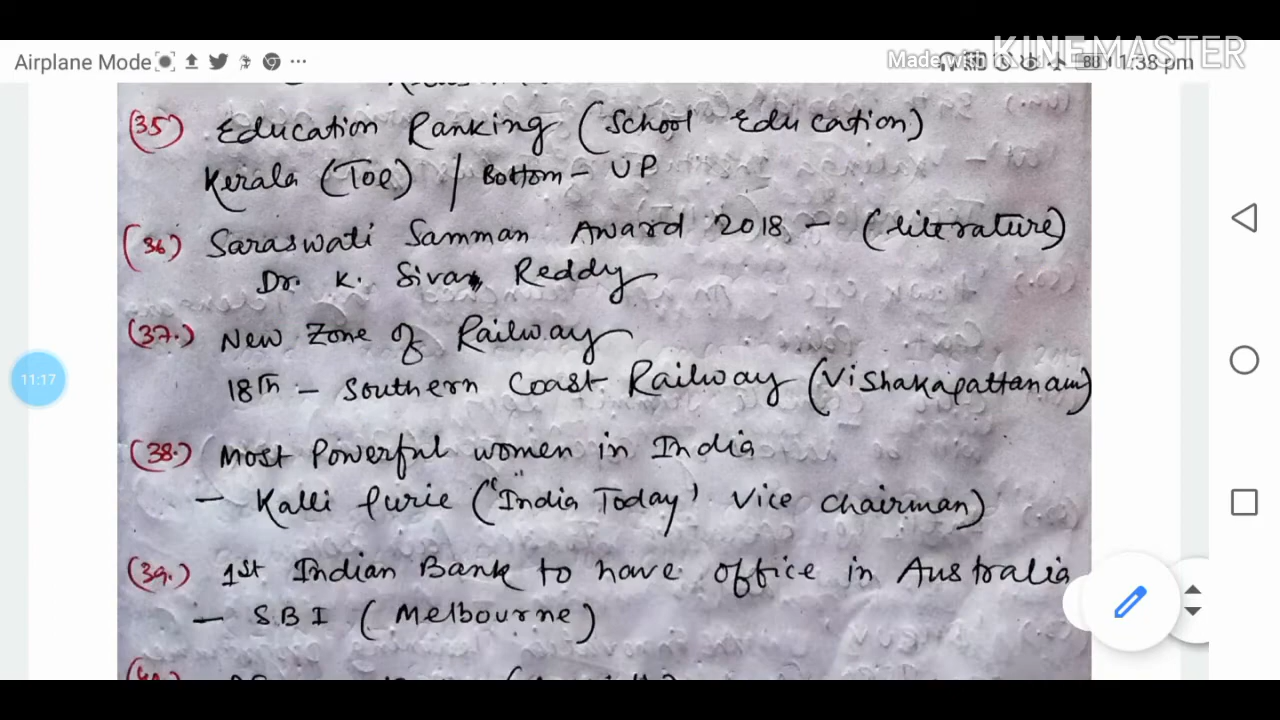 Airplane Mode ... 88 1:38 pm
Made with KINEMASTER
(35) Education Ranking (School Education)
Kerala (Top) / Bottom - UP
(36) Saraswati Samman Award 2018 - (literature)
Dr. K. Siva Reddy
(37.) New Zone of Railway
18th - Southern Coast Railway (Vishakapattanam)
11:17
(38.) Most Powerful women in India
- Kalli Purie ("India Today' Vice Chairman)
(39.) 1st Indian Bank to have office in Australia
- SBI (Melbourne)